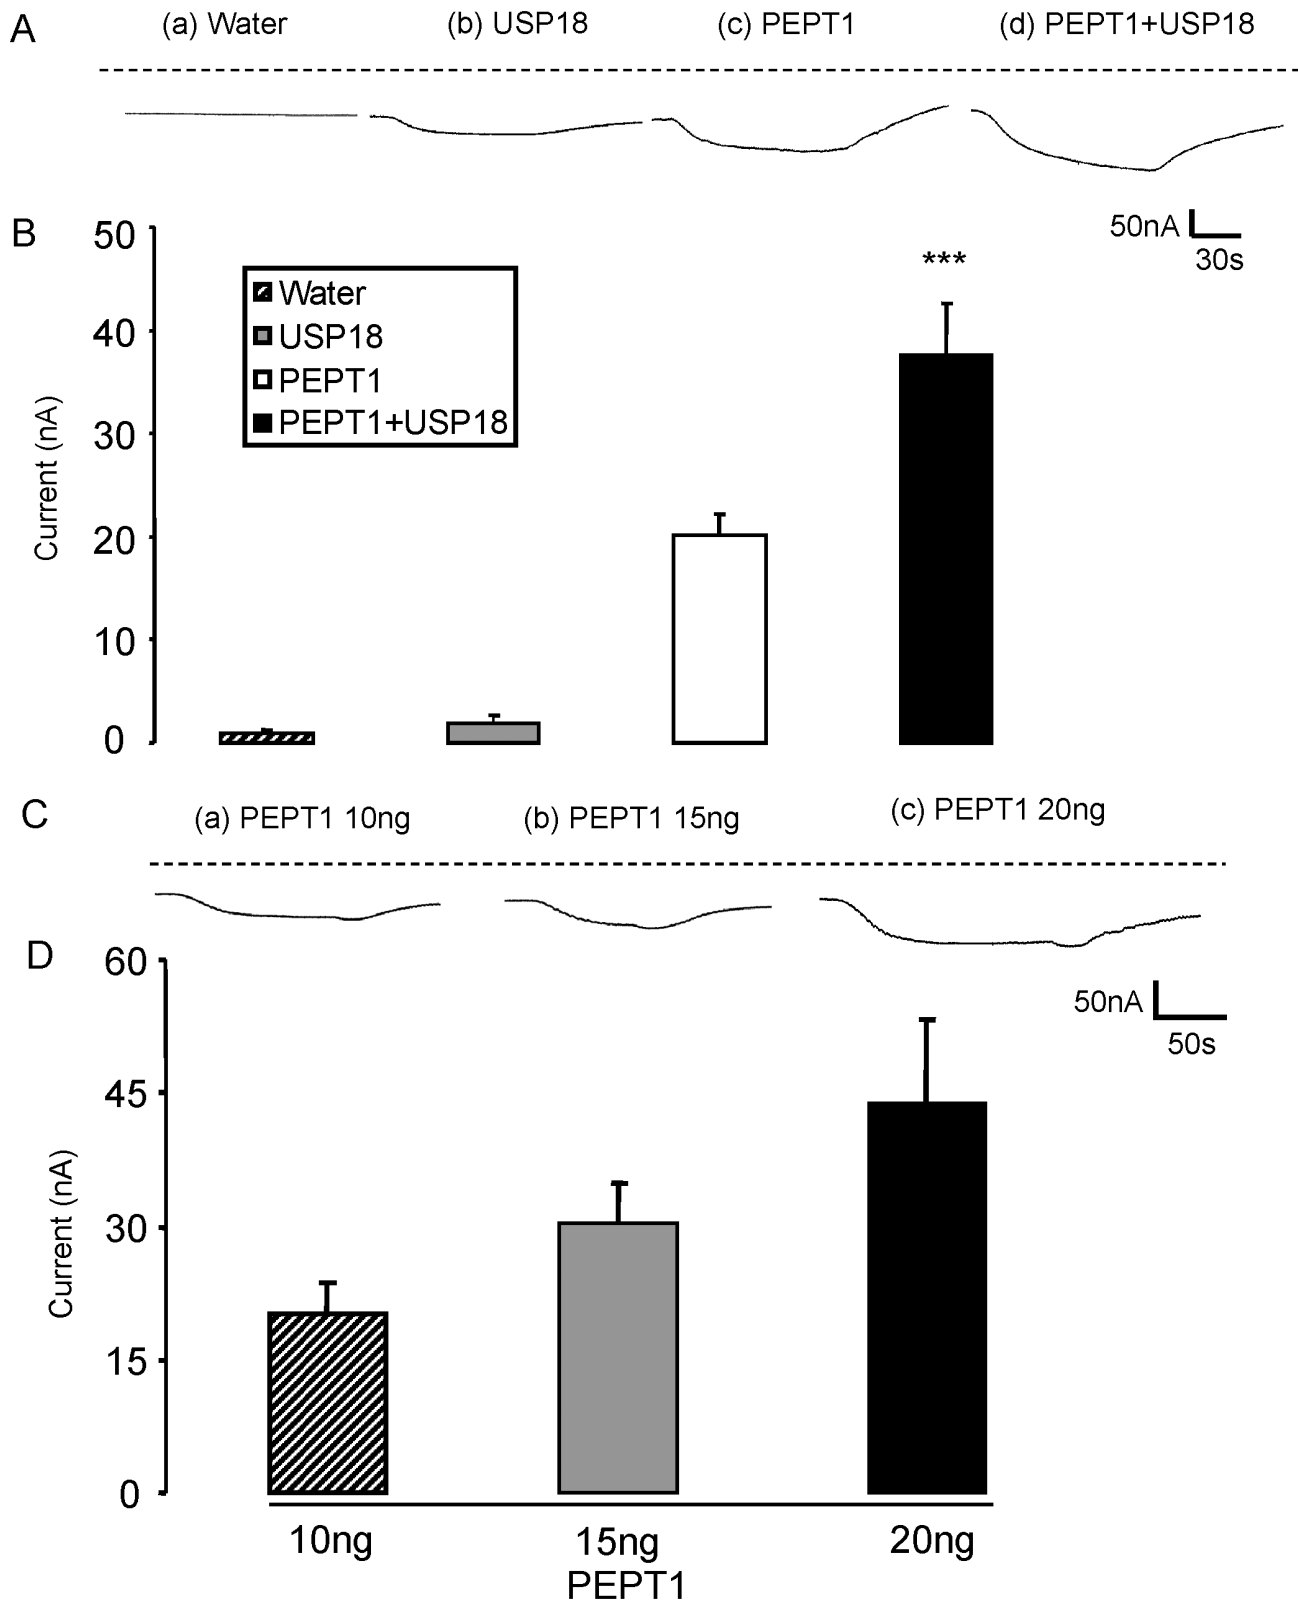 A
(a) Water (b) USP18 (c) PEPT1 (d) PEPT1+USP18
50nA
30s
B
50
40
30
20
10
0
Current (nA)
Water
USP18
PEPT1
PEPT1+USP18
***
C
(a) PEPT1 10ng (b) PEPT1 15ng (c) PEPT1 20ng
50nA
50s
D
60
45
30
15
0
Current (nA)
10ng 15ng 20ng
PEPT1